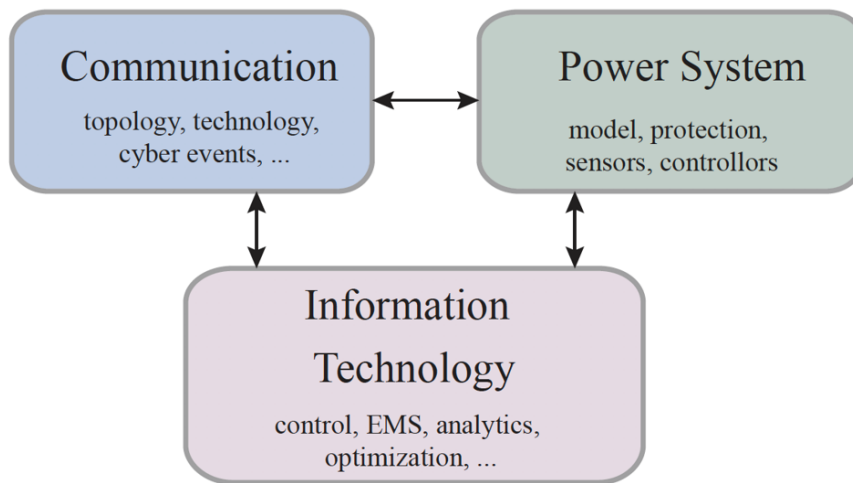 Communication
topology, technology,
cyber events, ...
Power System
model, protection,
sensors, controllors
Information
Technology
control, EMS, analytics,
optimization, ...